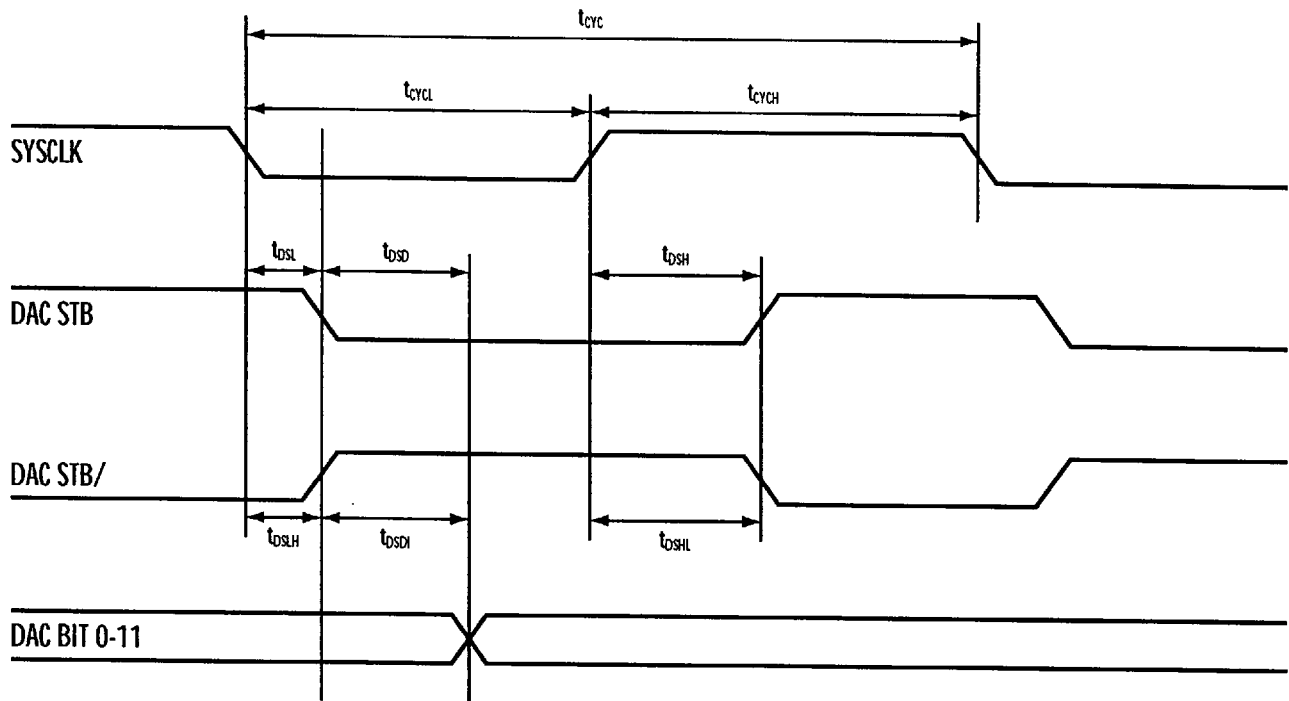 tCYC
tCYCL tCYCH
SYSCLK
tDSL tDSD tDSH
DAC STB
DAC STB/
tDSLH tDSDI tDSHL
DAC BIT 0-11